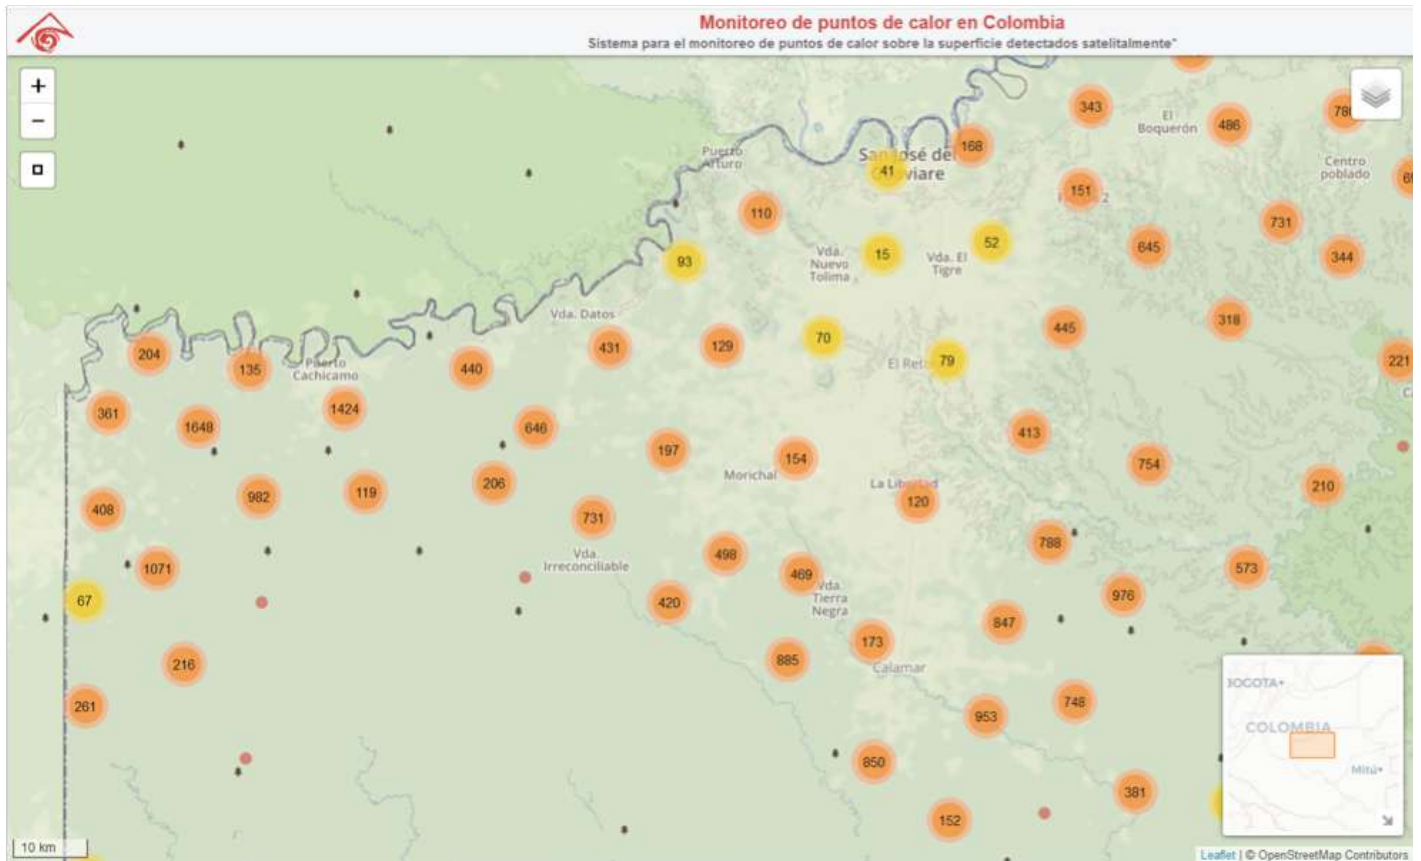 Monitoreo de puntos de calor en Colombia
Sistema para el monitoreo de puntos de calor sobre la superficie detectados satelitalmente*
+
−
343
El
Boquerón
486
168
Puerto
Arturo
San José del
Guaviare
41
Centro
poblado
151
110
731
645
52
15
Vda.
Nuevo
Tolima
Vda. El
Tigre
344
93
Vda. Datos
318
445
70
431
129
204
135
Puerto
Cachicamo
440
El
79
221
361
1424
1648
646
413
197
154
754
Morichal
206
La Libertad
210
119
982
120
408
731
788
498
Vda.
Irreconciliable
573
1071
469
Vda.
Tierra
Negra
976
67
420
847
173
885
216
Calamar
BOGOTA
748
261
953
COLOMBIA
850
Mitú
381
152
10 km
Leaflet | © OpenStreetMap Contributors